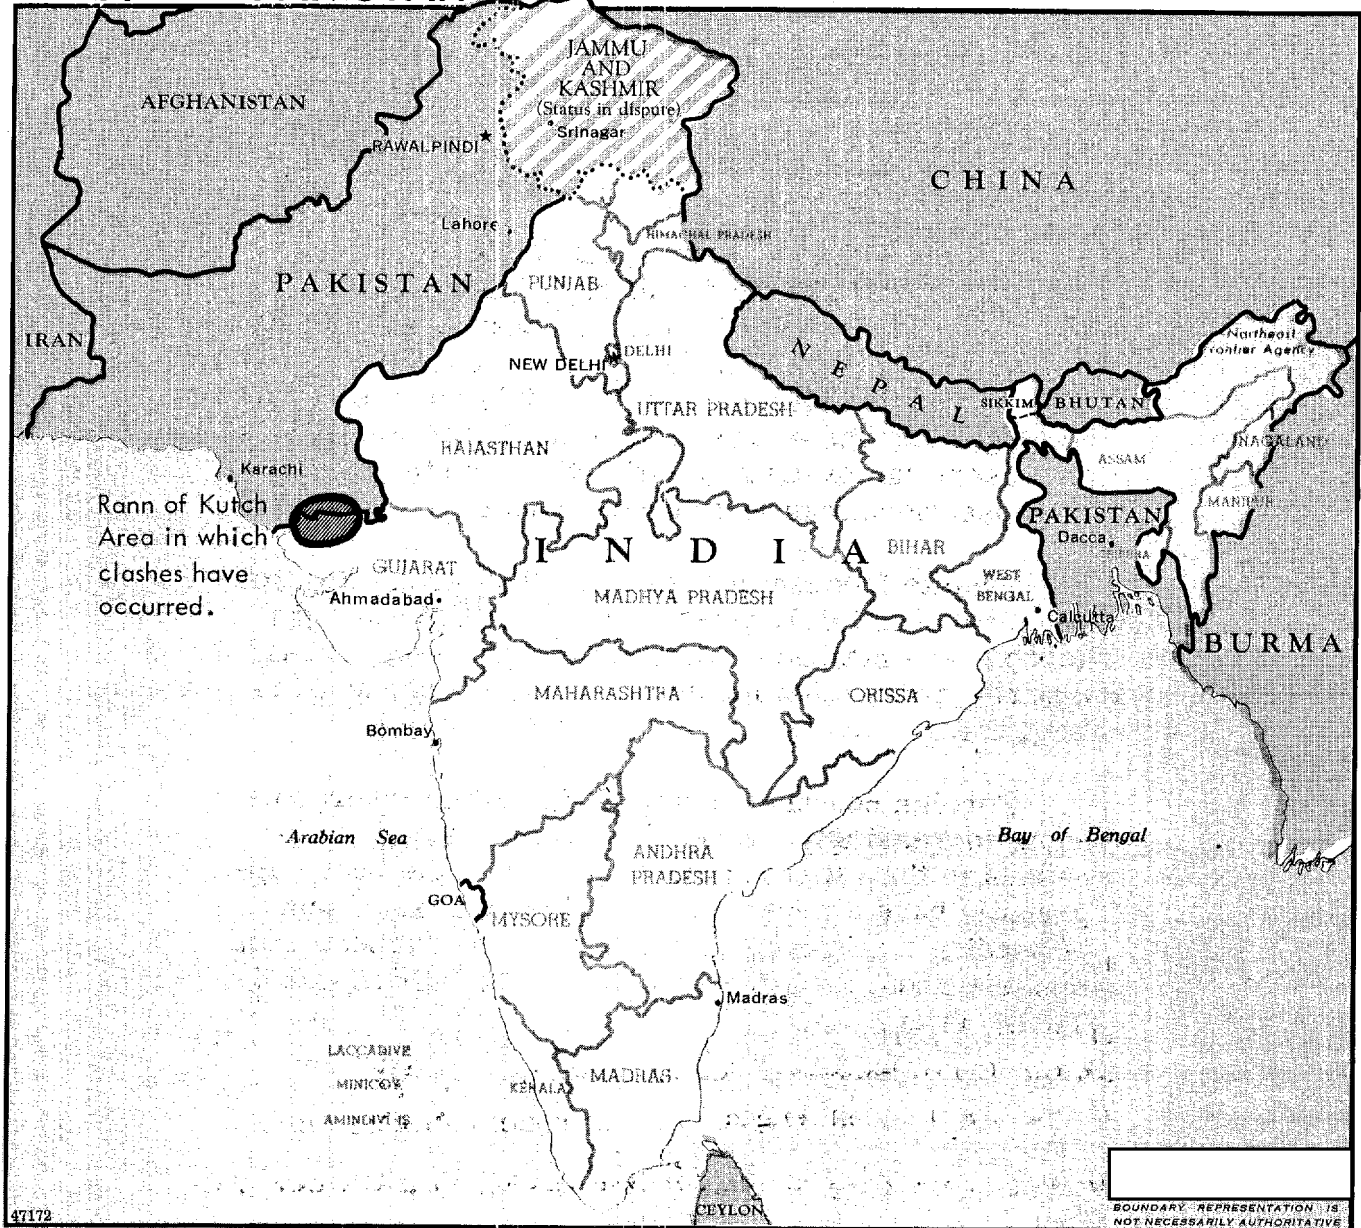 JAMMU
AND
KASHMIR
(Status in dispute)
Srinagar
AFGHANISTAN
RAWALPINDI
CHINA
Lahore
HIMACHAL PRADESH
PAKISTAN
PUNJAB
IRAN
Northeast
Frontier Agency
NEW DELHI
DELHI
NEPAL
SIKKIM
BHUTAN
UTTAR PRADESH
RAJASTHAN
NAGALAND
ASSAM
Karachi
MANIPUR
Rann of Kutch
Area in which
clashes have
occurred.
PAKISTAN
Dacca
INDIA
BIHAR
GUJARAT
WEST
BENGAL
Ahmadabad
MADHYA PRADESH
Calcutta
BURMA
MAHARASHTRA
ORISSA
Bombay
Arabian Sea
Bay of Bengal
ANDHRA
PRADESH
GOA
MYSORE
Madras
LACCADIVE
MINICOY
AMINDIVI IS.
KERALA
MADRAS
CEYLON
47172
BOUNDARY REPRESENTATION IS
NOT NECESSARILY AUTHORITATIVE